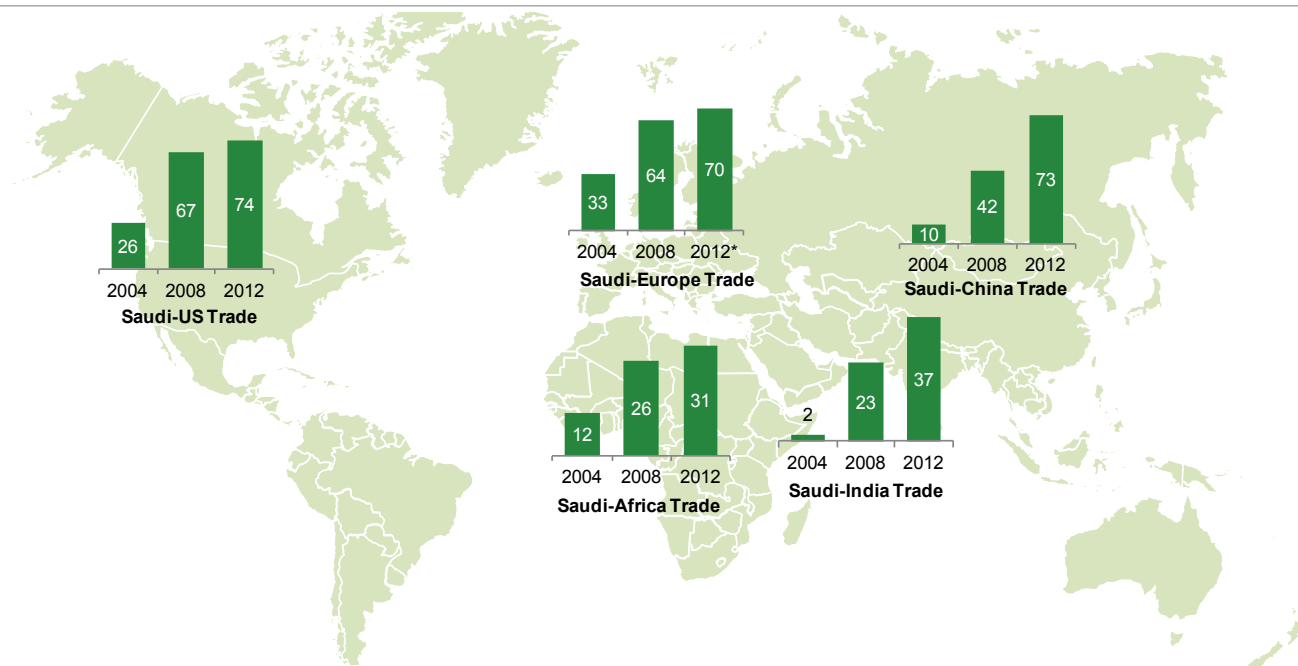 26
67
74
2004 2008 2012
Saudi-US Trade
33
64
70
2004 2008 2012*
Saudi-Europe Trade
10
42
73
2004 2008 2012
Saudi-China Trade
12
26
31
2004 2008 2012
Saudi-Africa Trade
2
23
37
2004 2008 2012
Saudi-India Trade